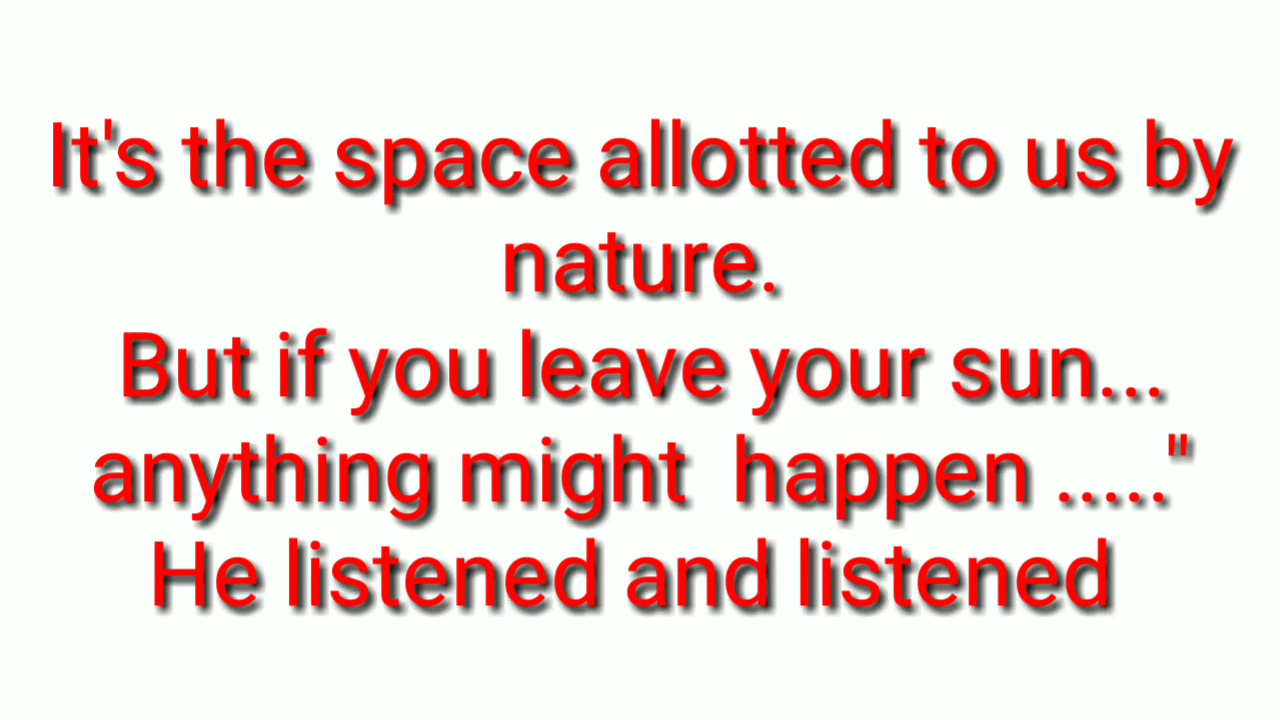 It's the space allotted to us by
nature.
But if you leave your sun...
anything might  happen ....."
He listened and listened